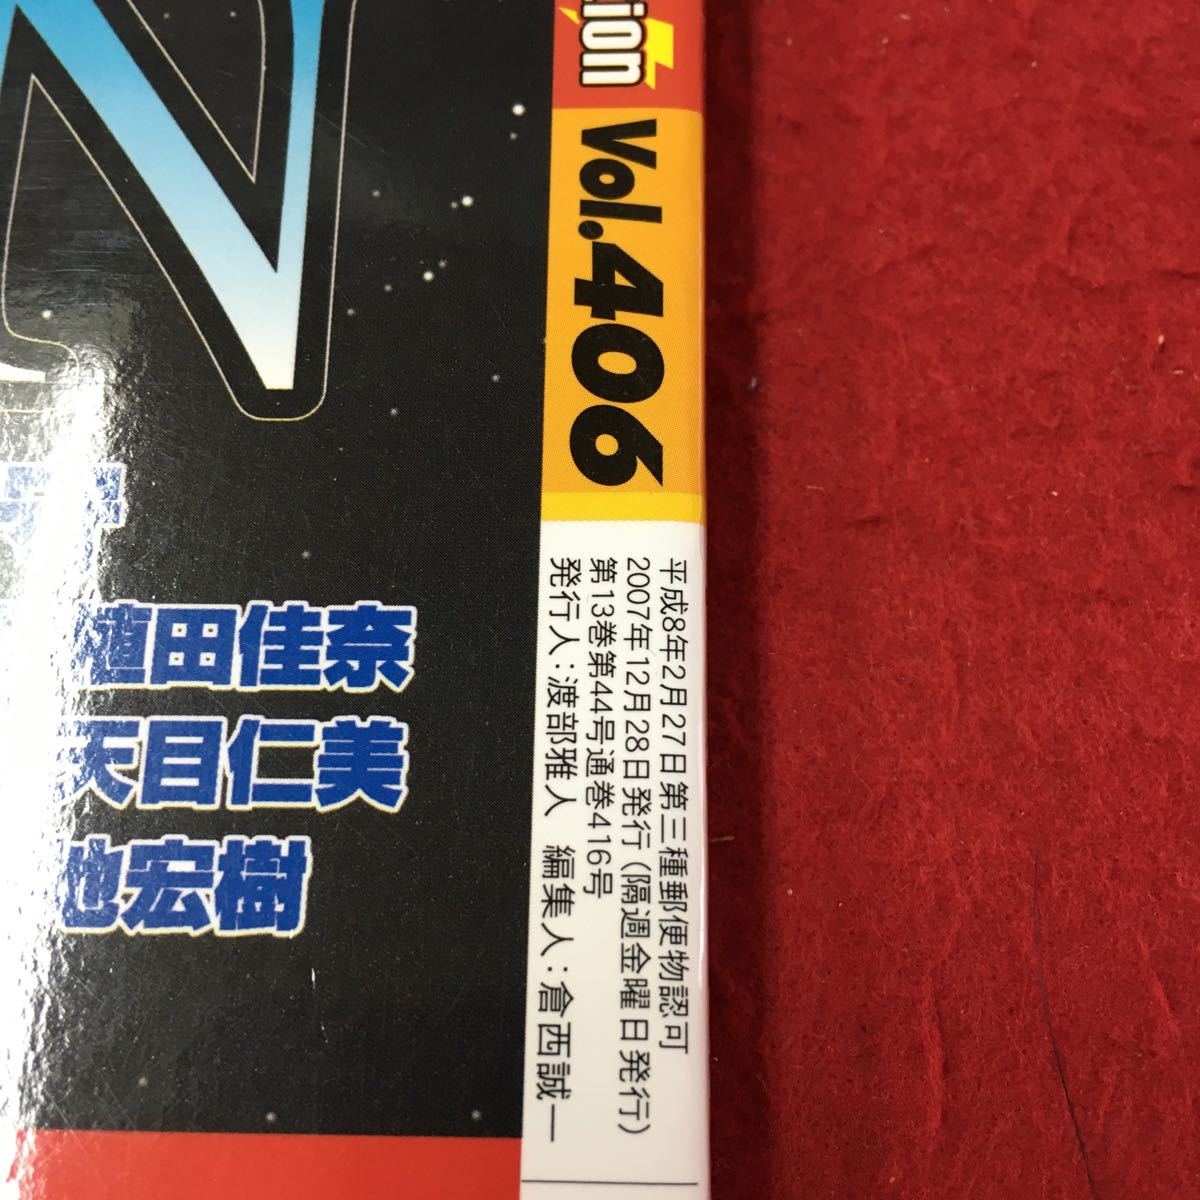 Vol.406
平成8年2月27日第三種郵便物認可
2007年12月28日発行(隔週金曜日発行)
第13巻第44号通巻416号
発行人:渡部雅人 編集人:倉西誠一
植田佳奈
天目仁美
池宏樹